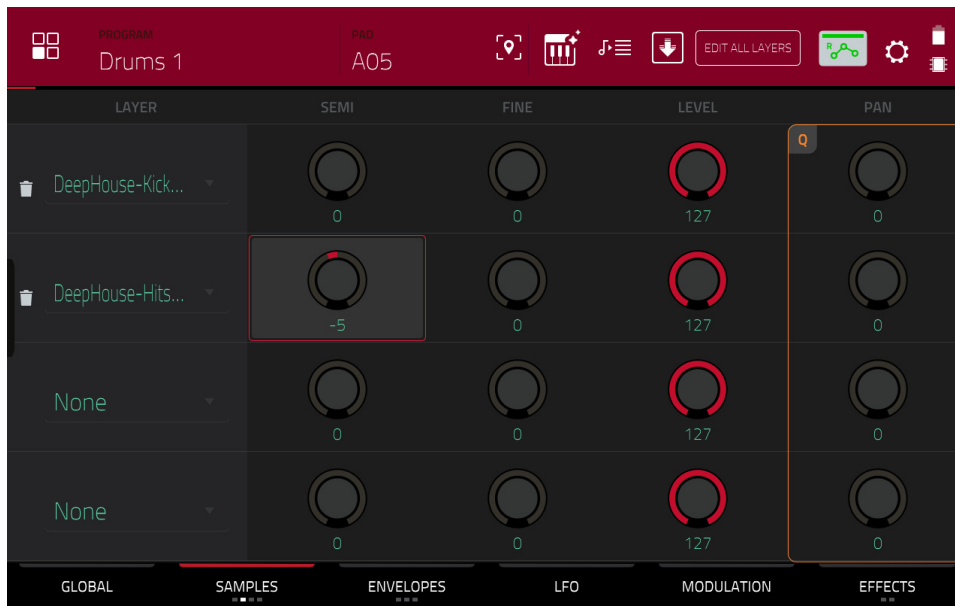 PROGRAM PAD
Drums 1 A05 EDIT ALL LAYERS R
LAYER SEMI FINE LEVEL PAN
Q
DeepHouse-Kick...
0 0 127 0
DeepHouse-Hits...
-5 0 127 0
None
0 0 127 0
None
0 0 127 0
GLOBAL SAMPLES ENVELOPES LFO MODULATION EFFECTS